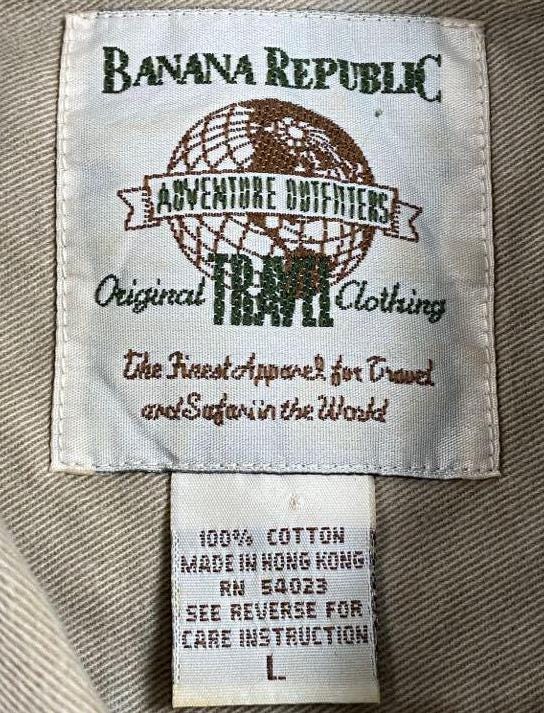 BANANA REPUBLIC
ADVENTURE OUTFITTERS
Original TRAVEL Clothing
The Finest Apparel for Travel
and Safari in the World
100% COTTON
MADE IN HONG KONG
RN 54023
SEE REVERSE FOR
CARE INSTRUCTION
L